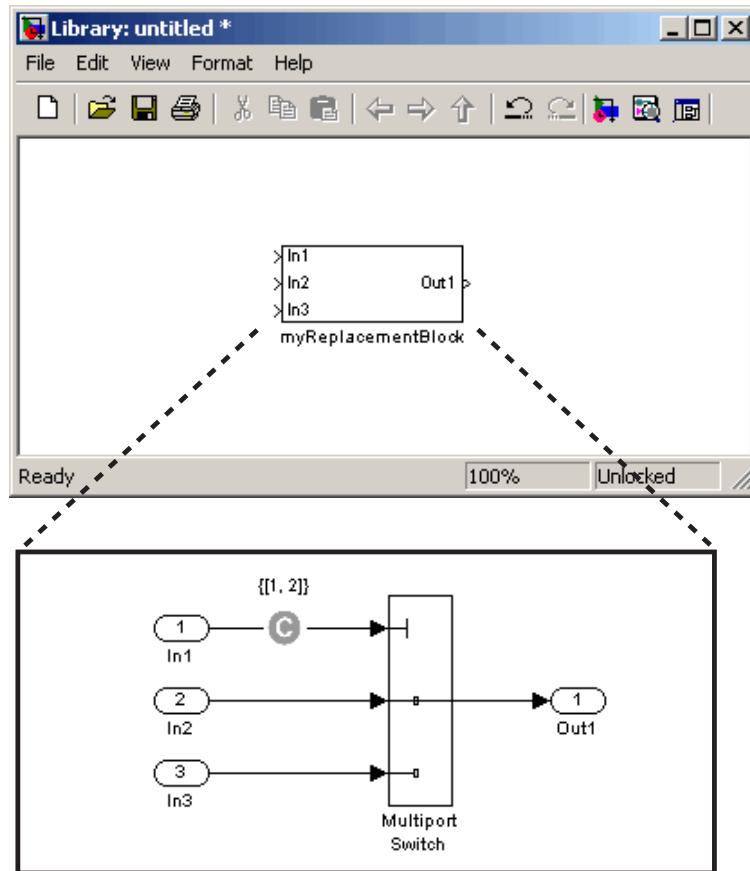 Library: untitled *
File Edit View Format Help
In1
In2 Out1
In3
myReplacementBlock
Ready 100% Unlocked
{[1, 2]}
1 C
In1
2 1
In2 Out1
3
In3
Multiport
Switch